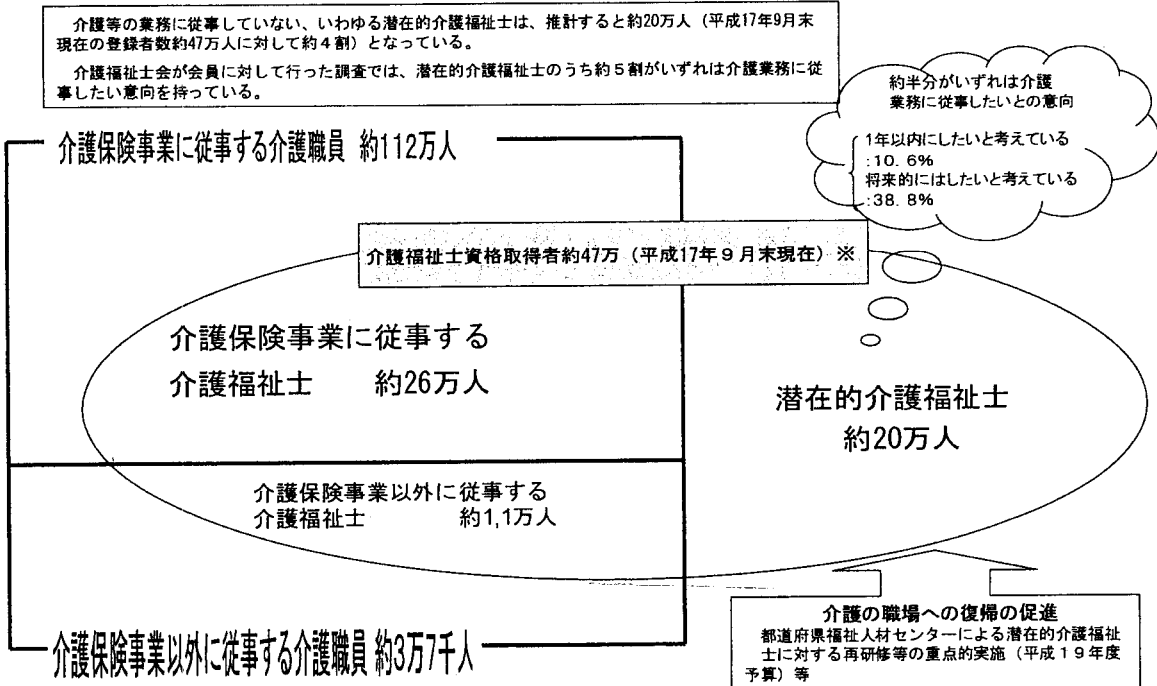 介護等の業務に従事していない、いわゆる潜在的介護福祉士は、推計すると約20万人（平成17年9月末
現在の登録者数約47万人に対して約４割）となっている。
介護福祉士会が会員に対して行った調査では、潜在的介護福祉士のうち約５割がいずれは介護業務に従
事したい意向を持っている。
約半分がいずれは介護
業務に従事したいとの意向
1年以内にしたいと考えている
:10. 6%
将来的にはしたいと考えている
:38. 8%
介護保険事業に従事する介護職員 約112万人
介護福祉士資格取得者約47万（平成17年９月末現在）※
介護保険事業に従事する
介護福祉士 約26万人
潜在的介護福祉士
約20万人
介護保険事業以外に従事する
介護福祉士 約1,1万人
介護保険事業以外に従事する介護職員 約3万7千人
介護の職場への復帰の促進
都道府県福祉人材センターによる潜在的介護福祉
士に対する再研修等の重点的実施（平成１９年度
予算）等